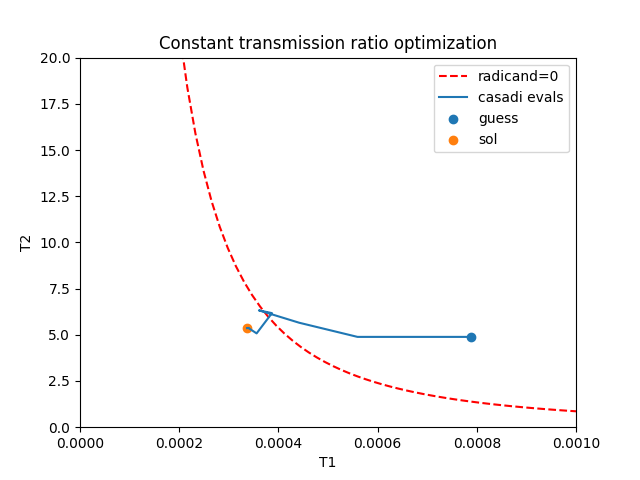 Constant transmission ratio optimization
radicand=0
casadi evals
guess
sol
20.0
17.5
15.0
12.5
10.0
7.5
5.0
2.5
0.0
T2
0.0000 0.0002 0.0004 0.0006 0.0008 0.0010
T1